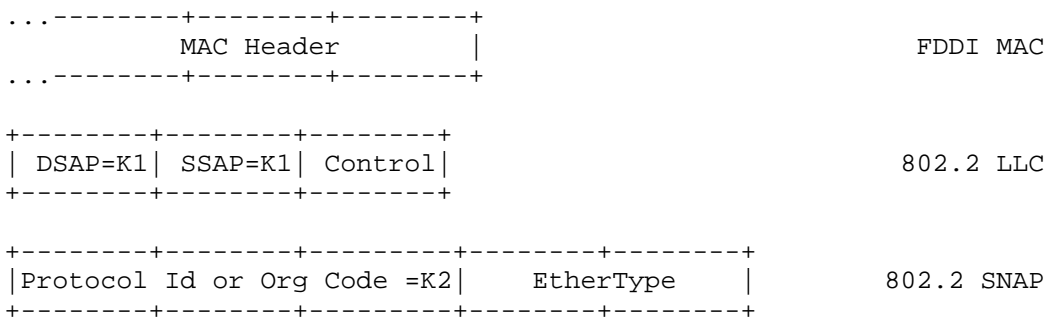 ...--------+--------+--------+
MAC Header | FDDI MAC
...--------+--------+--------+
+--------+--------+--------+
| DSAP=K1| SSAP=K1| Control| 802.2 LLC
+--------+--------+--------+
+--------+--------+---------+--------+--------+
|Protocol Id or Org Code =K2| EtherType | 802.2 SNAP
+--------+--------+---------+--------+--------+